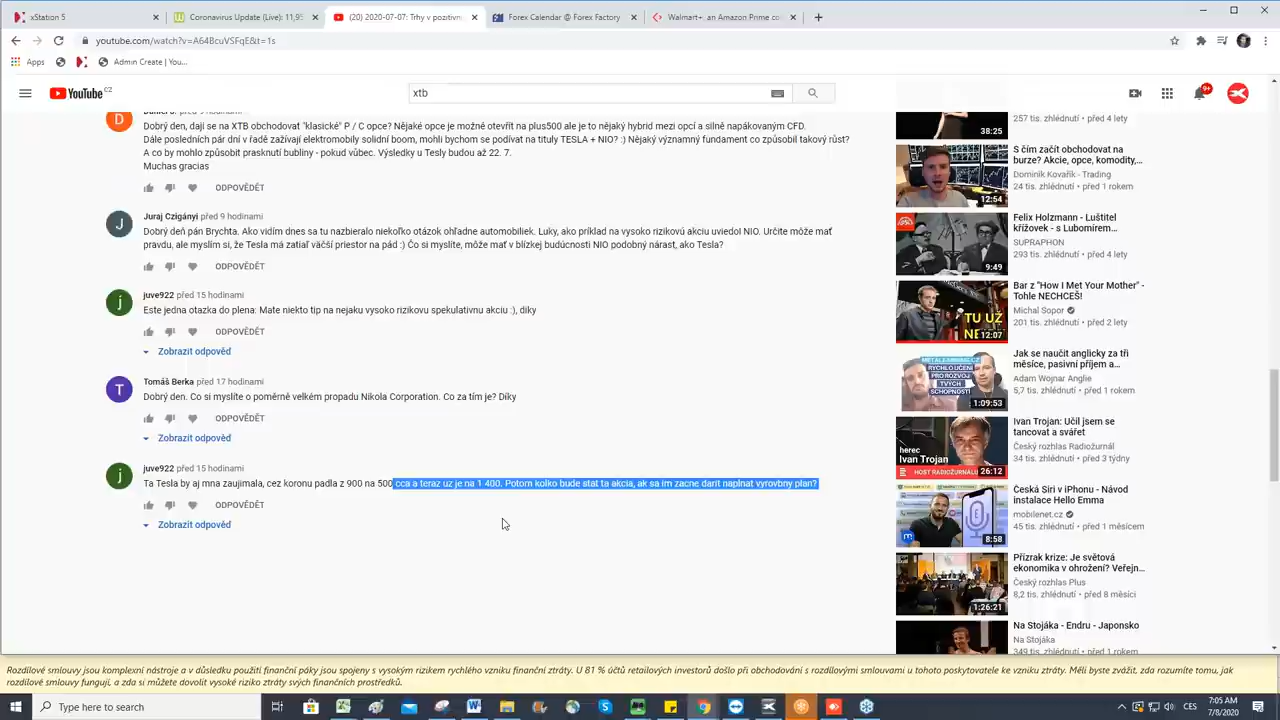 xStation 5
Coronavirus Update (Live): 11,95
(20) 2020-07-07: Trhy v pozitivní
Forex Calendar @ Forex Factory
Walmart+: an Amazon Prime co
youtube.com/watch?v=A64BcuVSFqE&t=1s
Apps
Admin Create | You...
YouTube CZ
xtb
9+
Dobrý den, dají se na XTB obchodovat "klasické" P / C opce? Nějaké opce je možné otevřít na plus500 ale je to nějaký hybrid mezi opcí a silně napákovaným CFD.
Dále posledních pár dní v řadě zažívají elektromobily solidní boom, mohli bychom se podívat na tituly TESLA + NIO? :) Nějaký významný fundament co způsobil takový růst?
A co by mohlo způsobit prasknutí bubliny - pokud vůbec. Výsledky u Tesly budou až 22. 7.
Muchas gracias
ODPOVĚDĚT
Juraj Czigányi před 9 hodinami
Dobrý deň pán Brychta. Ako vidím dnes sa tu nazbieralo niekoľko otázok ohľadne automobiliek. Luky, ako príklad na vysoko rizikovú akciu uviedol NIO. Určite môže mať
pravdu, ale myslím si, že Tesla má zatiaľ väčší priestor na pád :) Čo si myslíte, môže mať v blízkej budúcnosti NIO podobný nárast, ako Tesla?
ODPOVĚDĚT
juve922 před 15 hodinami
Este jedna otazka do plena: Mate niekto tip na nejaku vysoko rizikovu spekulativnu akciu :), diky
ODPOVĚDĚT
Zobrazit odpověď
Tomáš Berka před 17 hodinami
Dobrý den. Co si myslíte o poměrně velkém propadu Nikola Corporation. Co za tím je? Díky
ODPOVĚDĚT
Zobrazit odpověď
juve922 před 15 hodinami
Ta Tesla by aj mna zaujimala, cez koronu padla z 900 na 500 cca a teraz uz je na 1 400. Potom kolko bude stat ta akcia, ak sa im zacne darit naplnat vyrovbny plan?
ODPOVĚDĚT
Zobrazit odpověď
38:25
257 tis. zhlédnutí • před 4 lety
12:54
S čím začít obchodovat na
burze? Akcie, opce, komodity,...
Dominik Kovařík - Trading
24 tis. zhlédnutí • před 1 rokem
9:49
Felix Holzmann - Luštitel
křížovek - s Lubomírem...
SUPRAPHON
293 tis. zhlédnutí • před 4 lety
TU UŽ
NE
12:07
Bar z "How I Met Your Mother" -
Tohle NECHCEŠ!
Michal Sopor
201 tis. zhlédnutí • před 2 lety
RYCHLO UČENÍ
PRO ROZVOJ
TVÝCH
SCHOPNOSTÍ
1:09:53
Jak se naučit anglicky za tři
měsíce, pasivní příjem a...
Adam Wojnar Anglie
5,7 tis. zhlédnutí • před 1 rokem
herec
Ivan Trojan
HOST RADIOŽURNÁLU
26:12
Ivan Trojan: Učil jsem se
tancovat a svářet
Český rozhlas Radiožurnál
34 tis. zhlédnutí • před 3 týdny
8:58
Česká Siri v iPhonu - Návod
instalace Hello Emma
mobilenet.cz
45 tis. zhlédnutí • před 1 měsícem
1:26:21
Přízrak krize: Je světová
ekonomika v ohrožení? Veřejn...
Český rozhlas Plus
8,2 tis. zhlédnutí • před 8 měsíci
Na Stojáka - Endru - Japonsko
Na Stojáka
349 tis. zhlédnutí • před 1 rokem
Rozdílové smlouvy jsou komplexní nástroje a v důsledku použití finanční páky jsou spojeny s vysokým rizikem rychlého vzniku finanční ztráty. U 81 % účtů retailových investorů došlo při obchodování s rozdílovými smlouvami u tohoto poskytovatele ke vzniku ztráty. Měli byste zvážit, zda rozumíte tomu, jak
rozdílové smlouvy fungují, a zda si můžete dovolit vysoké riziko ztráty svých finančních prostředků.
Type here to search
CES
7:05 AM
7/8/2020